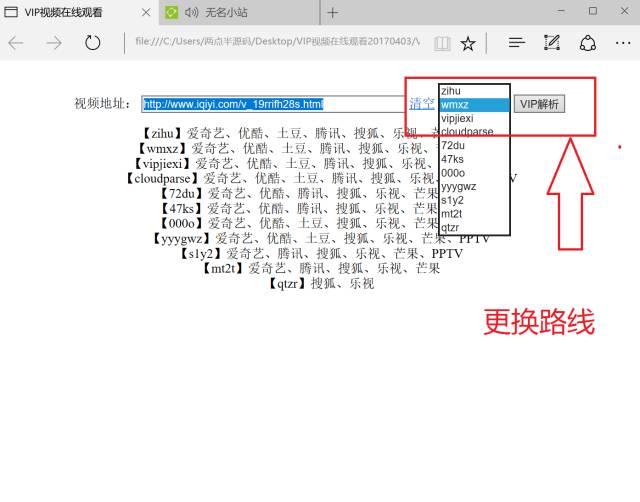 VIP视频在线观看
无名小站
file:///C:/Users/两点半源码/Desktop/VIP视频在线观看20170403/V
视频地址： http://www.iqiyi.com/v_19rrifh28s.html 清空 VIP解析
zihu
wmxz
vipjiexi
cloudparse
72du
47ks
000o
yyygwz
s1y2
mt2t
qtzr
【zihu】爱奇艺、优酷、土豆、腾讯、搜狐、乐视、芒
【wmxz】爱奇艺、优酷、土豆、腾讯、搜狐、乐视、
【vipjiexi】爱奇艺、优酷、土豆、腾讯、搜狐、乐视、
【cloudparse】爱奇艺、优酷、土豆、腾讯、搜狐、乐视、 V
【72du】爱奇艺、优酷、腾讯、搜狐、乐视、芒
【47ks】爱奇艺、优酷、腾讯、搜狐、乐视、芒
【000o】爱奇艺、优酷、土豆、腾讯、搜狐、乐视
【yyygwz】爱奇艺、优酷、土豆、腾讯、搜狐、乐视、芒果、PPTV
【s1y2】爱奇艺、腾讯、搜狐、乐视、芒果、PPTV
【mt2t】爱奇艺、腾讯、搜狐、乐视、芒果
【qtzr】搜狐、乐视
更换路线